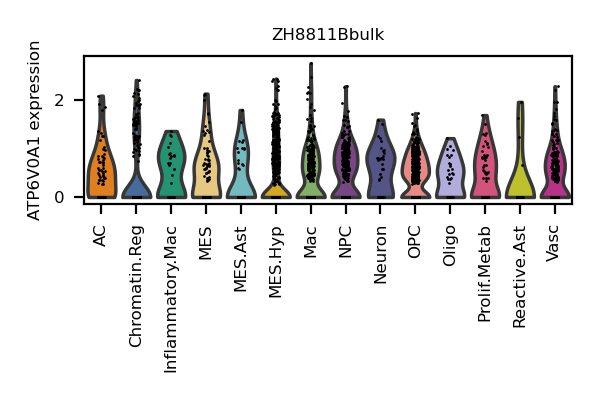 ZH8811Bbulk
ATP6V0A1 expression
2
0
AC
Chromatin.Reg
Inflammatory.Mac
MES
MES.Ast
MES.Hyp
Mac
NPC
Neuron
OPC
Oligo
Prolif.Metab
Reactive.Ast
Vasc